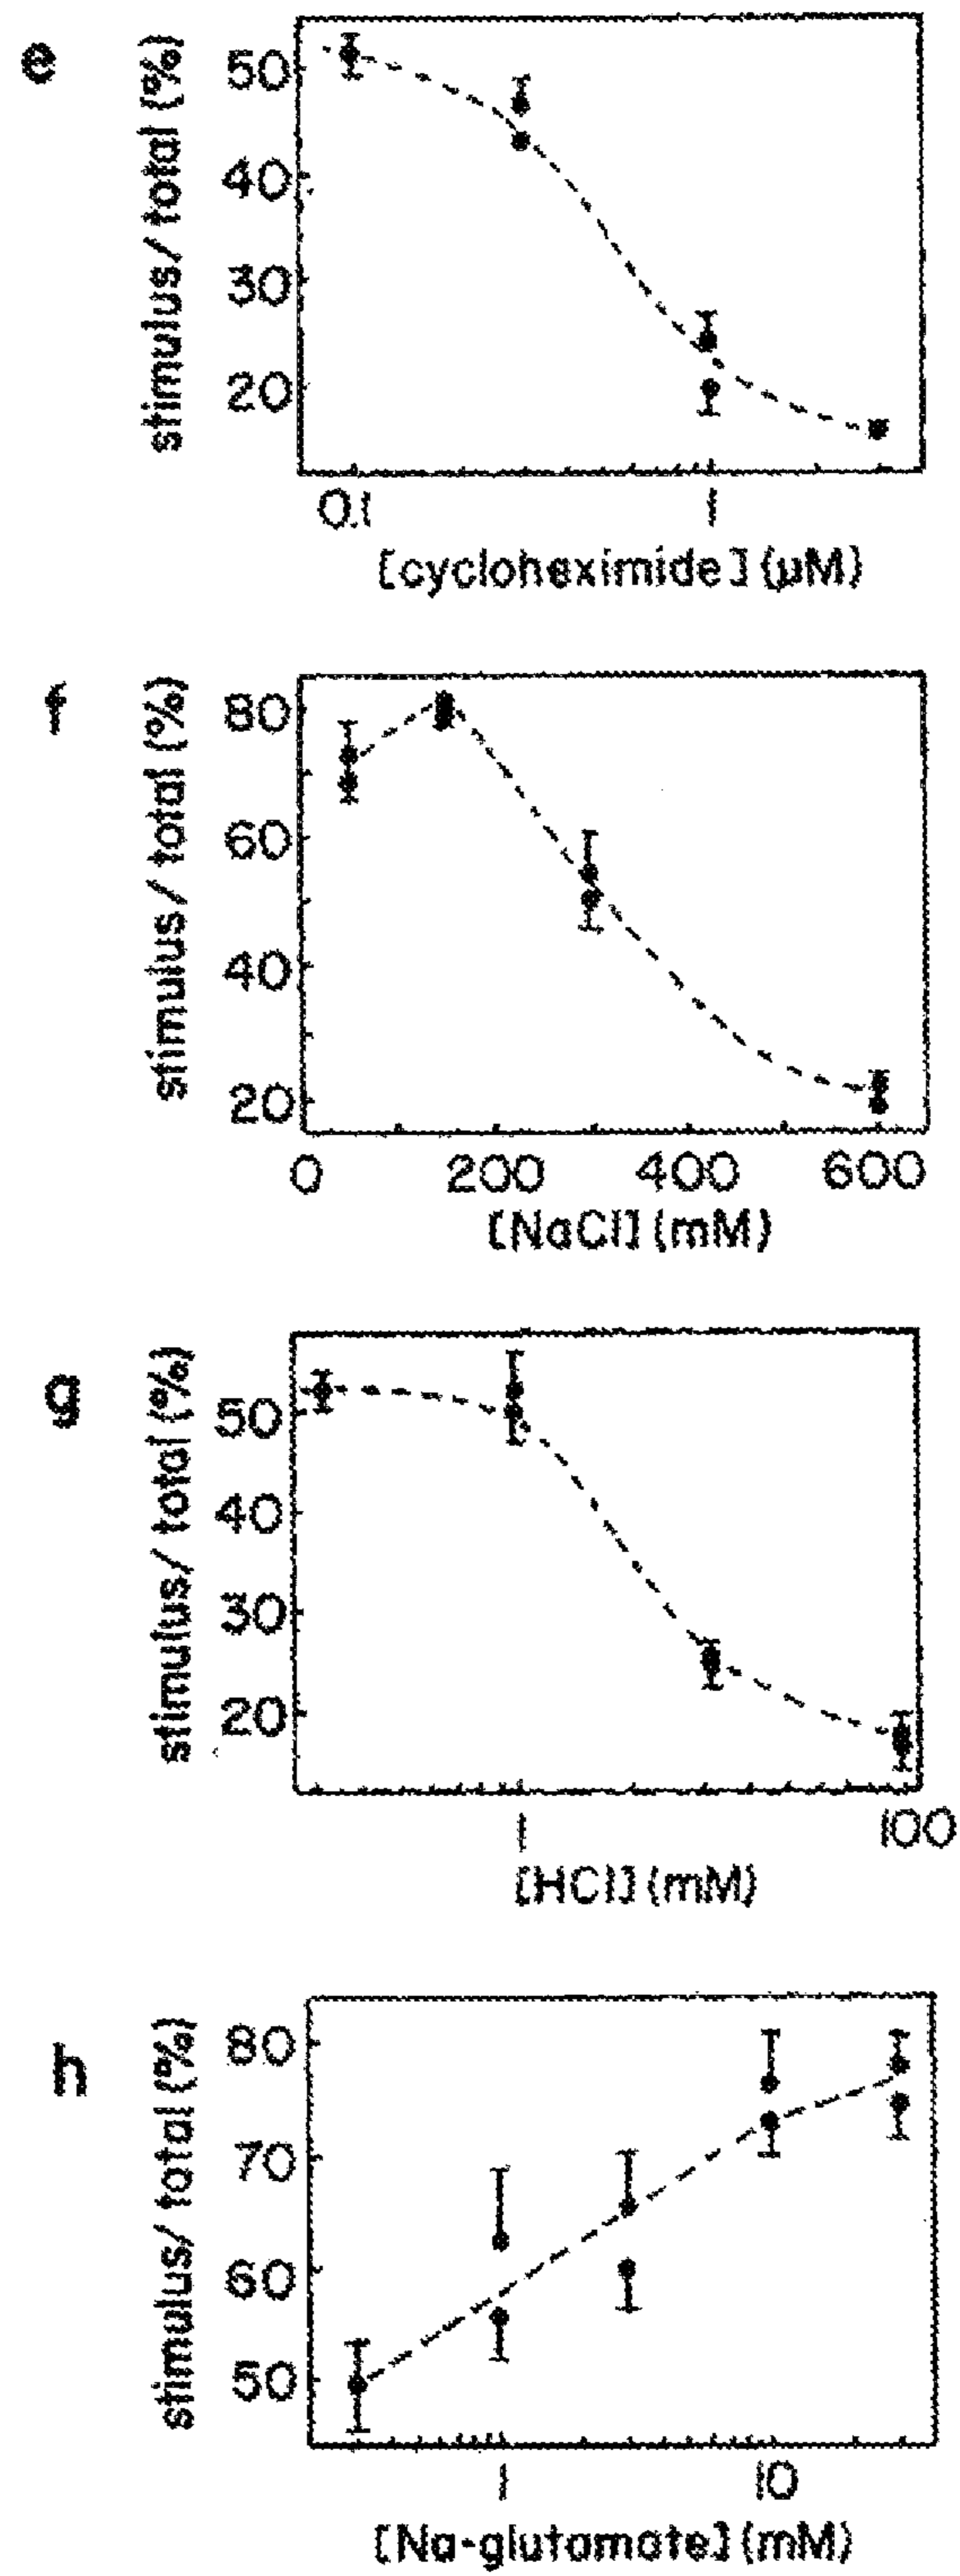 e
stimulus/total (%)
50
40
30
20
0.1 1
[cycloheximide] (µM)
f
stimulus/total (%)
80
60
40
20
0 200 400 600
[NaCl] (mM)
g
stimulus/total (%)
50
40
30
20
1 100
[HCl] (mM)
h
stimulus/total (%)
80
70
60
50
1 10
[Na-glutamate] (mM)